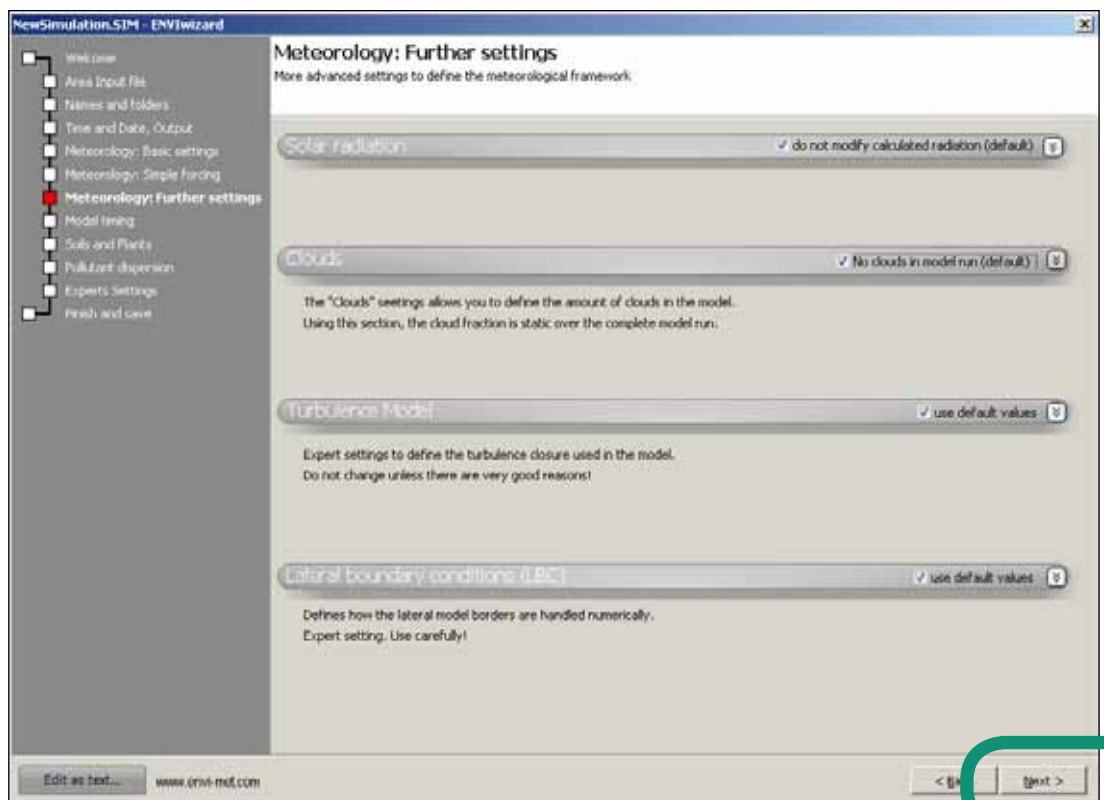 NewSimulation.SIM - ENVIwizard
Welcome
Area Input file
Names and folders
Time and Date, Output
Meteorology: Basic settings
Meteorology: Simple forcing
Meteorology: Further settings
Model timing
Soils and Plants
Pollutant dispersion
Experts Settings
Finish and save
Meteorology: Further settings
More advanced settings to define the meteorological framework
Solar radiation
do not modify calculated radiation (default)
Clouds
No clouds in model run (default)
The "Clouds" seetings allows you to define the amount of clouds in the model.
Using this section, the cloud fraction is static over the complete model run.
Turbulence Model
use default values
Expert settings to define the turbulence closure used in the model.
Do not change unless there are very good reasons!
Lateral boundary conditions (LBC)
use default values
Defines how the lateral model borders are handled numerically.
Expert setting. Use carefully!
Edit as text...
www.envi-met.com
Next >